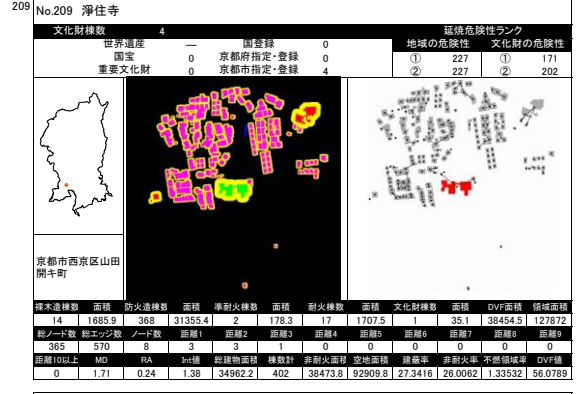 209 No.209 淨住寺
文化財棟数 4 延焼危険性ランク
世界遺産 — 国登録 0 地域の危険性 文化財の危険性
国宝 0 京都府指定・登録 0 ① 227 ① 171
重要文化財 0 京都市指定・登録 4 ② 227 ② 202
京都市西京区山田
開キ町
裸木造棟数 面積 防火造棟数 面積 準耐火棟数 面積 耐火棟数 面積 文化財棟数 面積 DVF面積 領域面積
14 1685.9 368 31355.4 2 178.3 17 1707.5 1 35.1 38454.5 127872
総ノード数 総エッジ数 ノード数 距離1 距離2 距離3 距離4 距離5 距離6 距離7 距離8 距離9
365 570 8 3 3 1 0 0 0 0 0 0
距離10以上 MD RA Int値 総建物面積 棟数計 非耐火面積 空地面積 建蔽率 非耐火率 不燃領域率 DVF値
0 1.71 0.24 1.38 34962.2 402 38473.8 92909.8 27.3416 26.0062 1.33532 56.0789